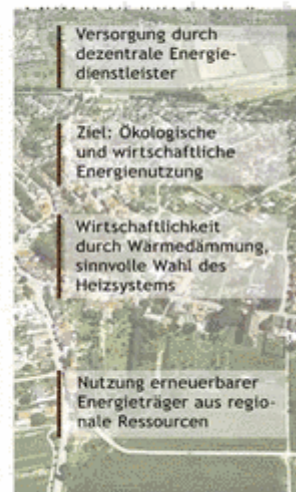 Versorgung durch
dezentrale Energie-
dienstleister
Ziel: Ökologische
und wirtschaftliche
Energienutzung
Wirtschaftlichkeit
durch Wärmedämmung,
sinnvolle Wahl des
Heizsystems
Nutzung erneuerbarer
Energieträger aus regio-
nale Ressourcen